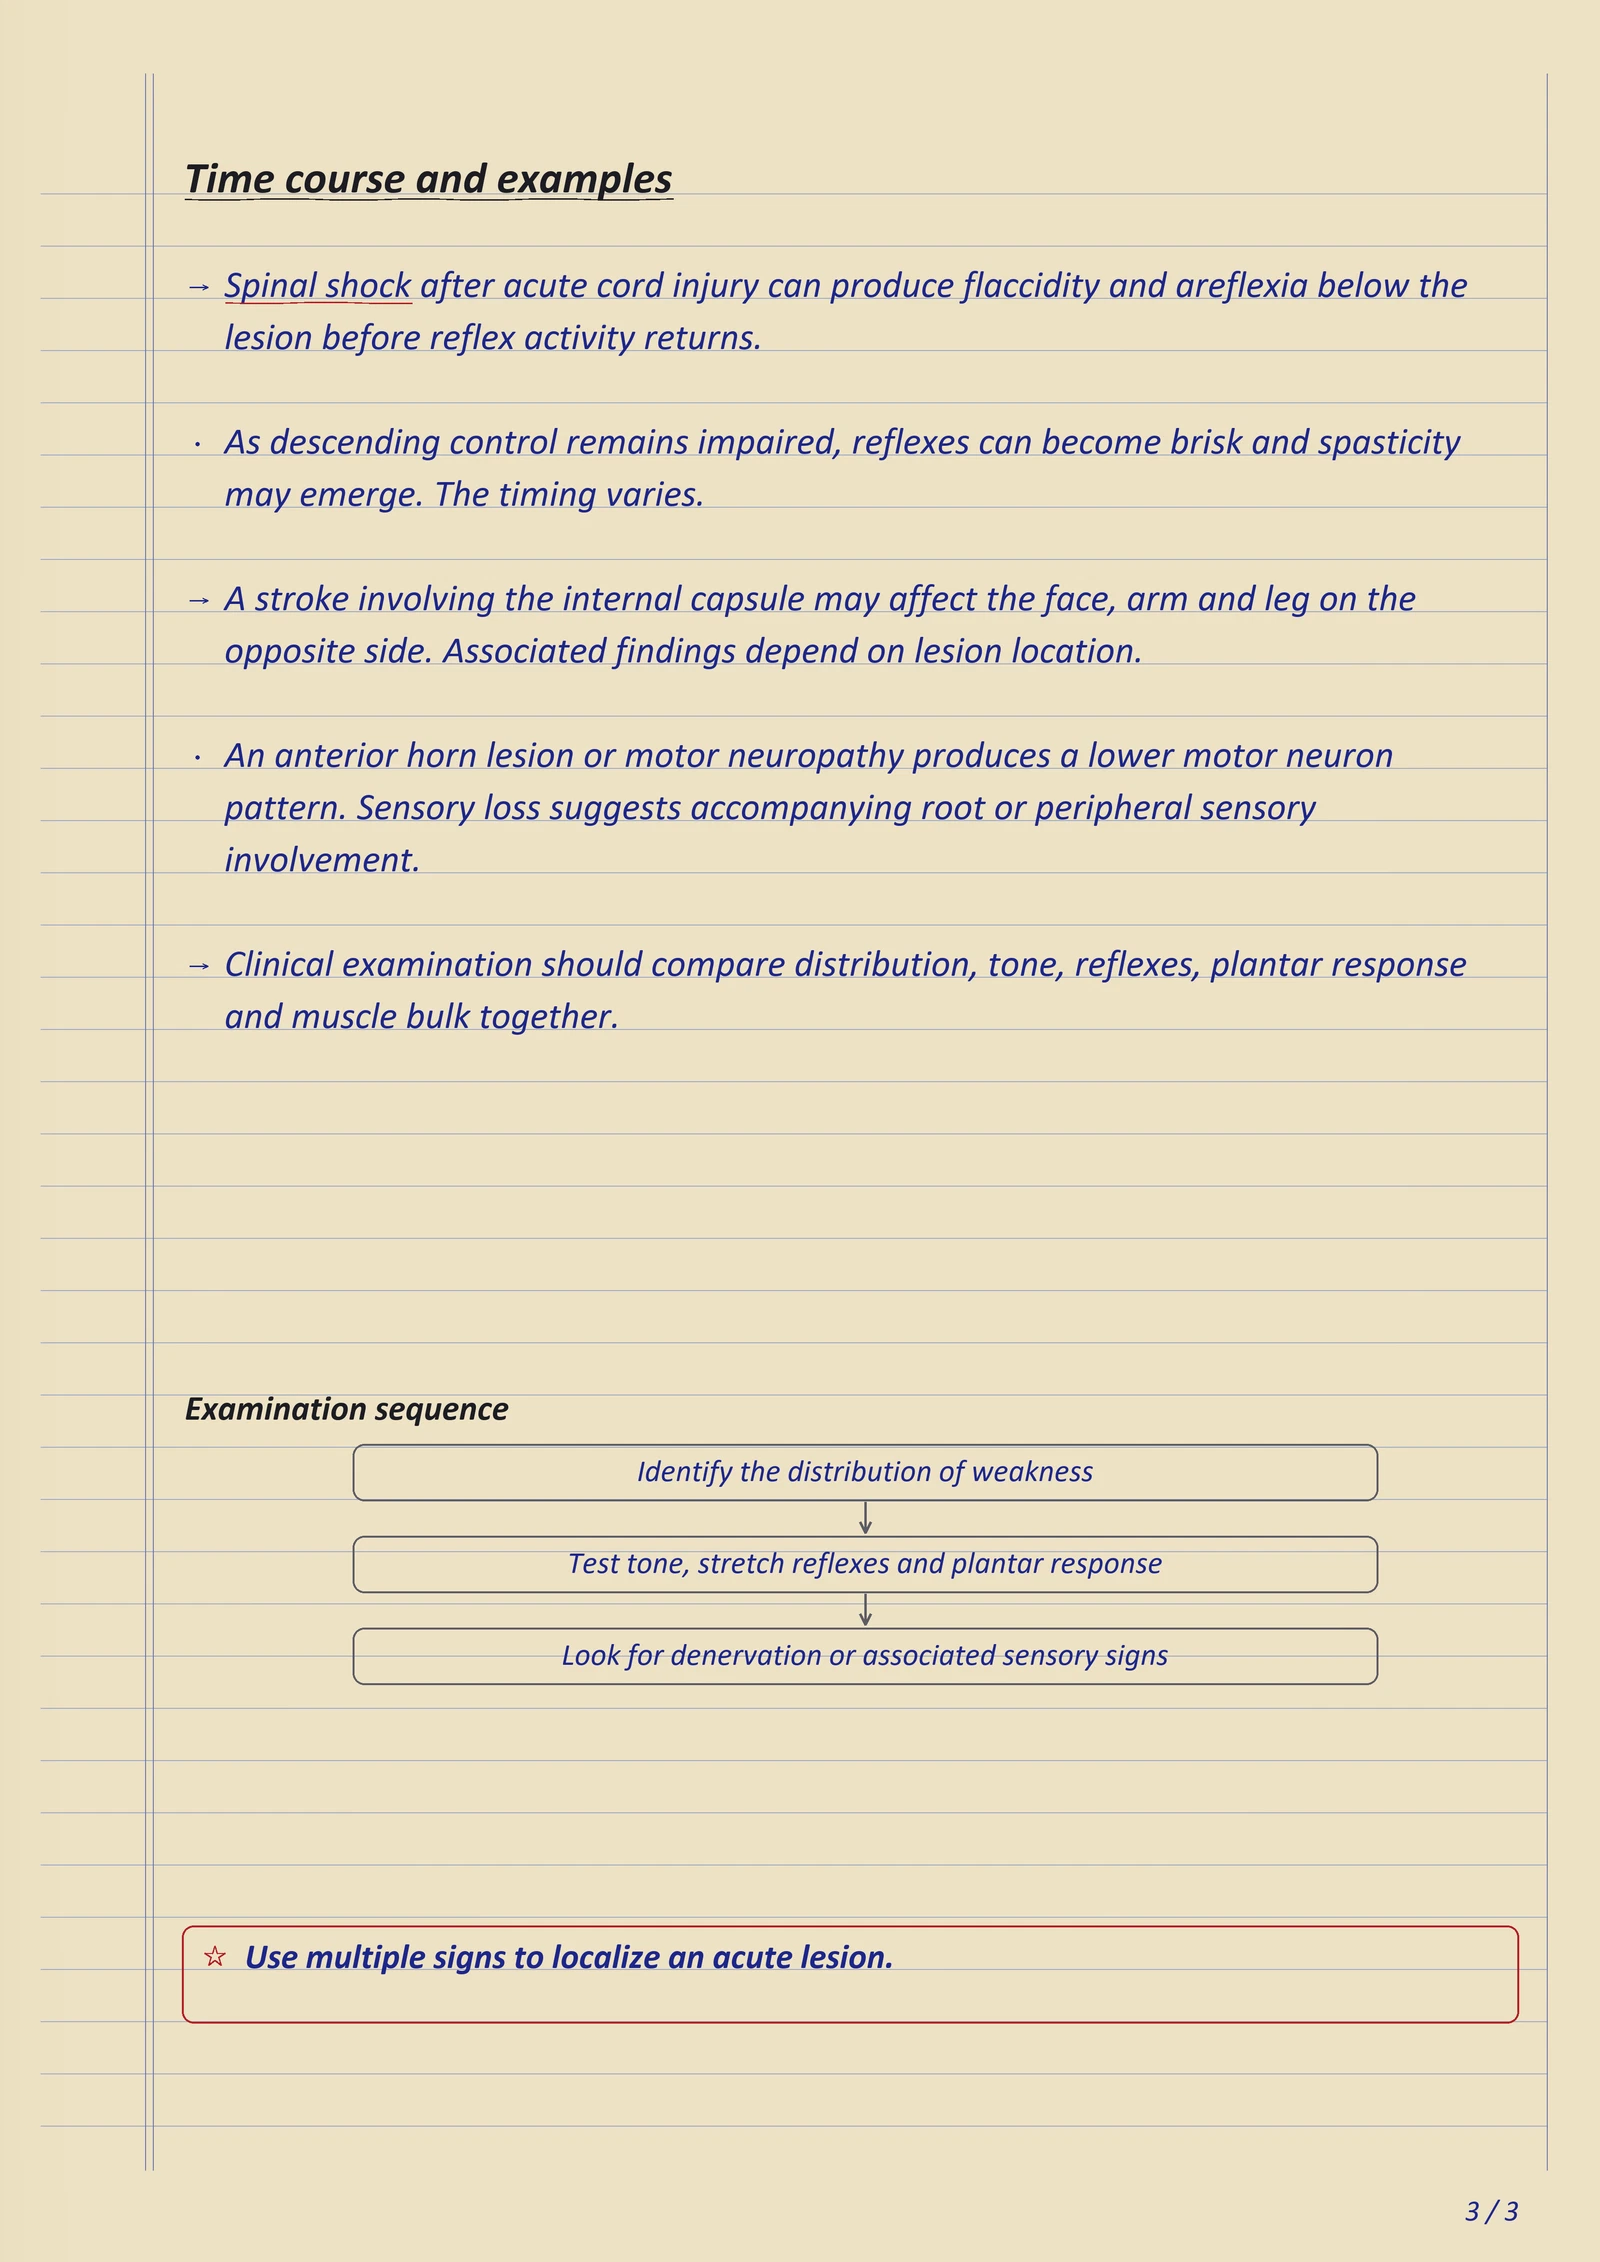 Time course and examples
→ Spinal shock after acute cord injury can produce flaccidity and areflexia below the
lesion before reflex activity returns.
· As descending control remains impaired, reflexes can become brisk and spasticity
may emerge. The timing varies.
→ A stroke involving the internal capsule may affect the face, arm and leg on the
opposite side. Associated findings depend on lesion location.
· An anterior horn lesion or motor neuropathy produces a lower motor neuron
pattern. Sensory loss suggests accompanying root or peripheral sensory
involvement.
→ Clinical examination should compare distribution, tone, reflexes, plantar response
and muscle bulk together.
Examination sequence
Identify the distribution of weakness
Test tone, stretch reflexes and plantar response
Look for denervation or associated sensory signs
☆ Use multiple signs to localize an acute lesion.
3 / 3